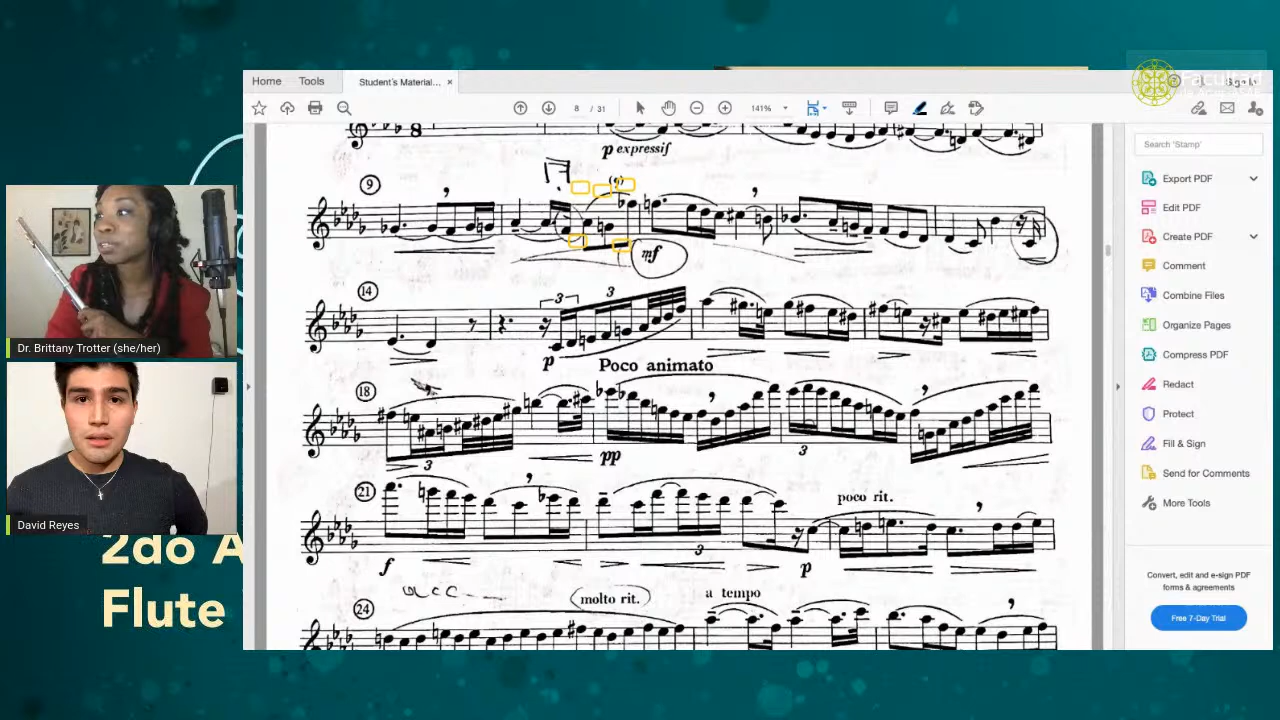 Facultad
Home Tools Student's Material... ×
8 / 31 141%
Search 'Stamp'
Export PDF
Edit PDF
Create PDF
Comment
Combine Files
Organize Pages
Compress PDF
Redact
Protect
Fill & Sign
Send for Comments
More Tools
Convert, edit and e-sign PDF
forms & agreements
Free 7-Day Trial
8
p expressif
9
mf
14
3 3
p
Poco animato
18
3 pp 3
21
poco rit.
3
f p
24
molto rit. a tempo
Dr. Brittany Trotter (she/her)
David Reyes
2do A
Flute